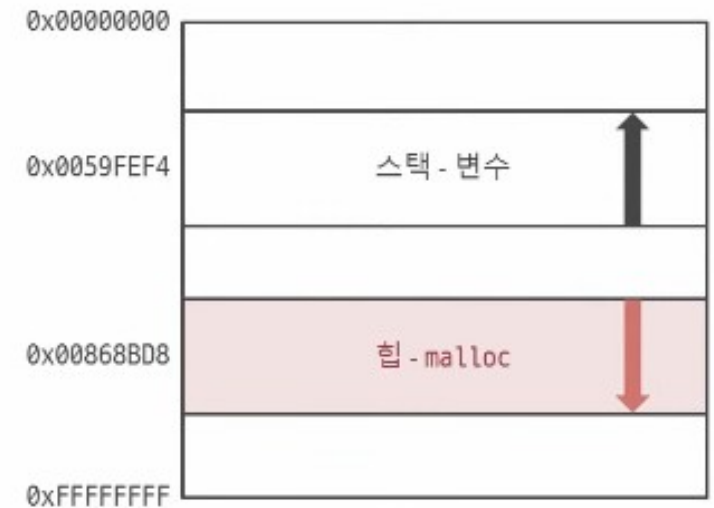 0x00000000
0x0059FEF4
스택 - 변수
0x00868BD8
힙 - malloc
0xFFFFFFFF